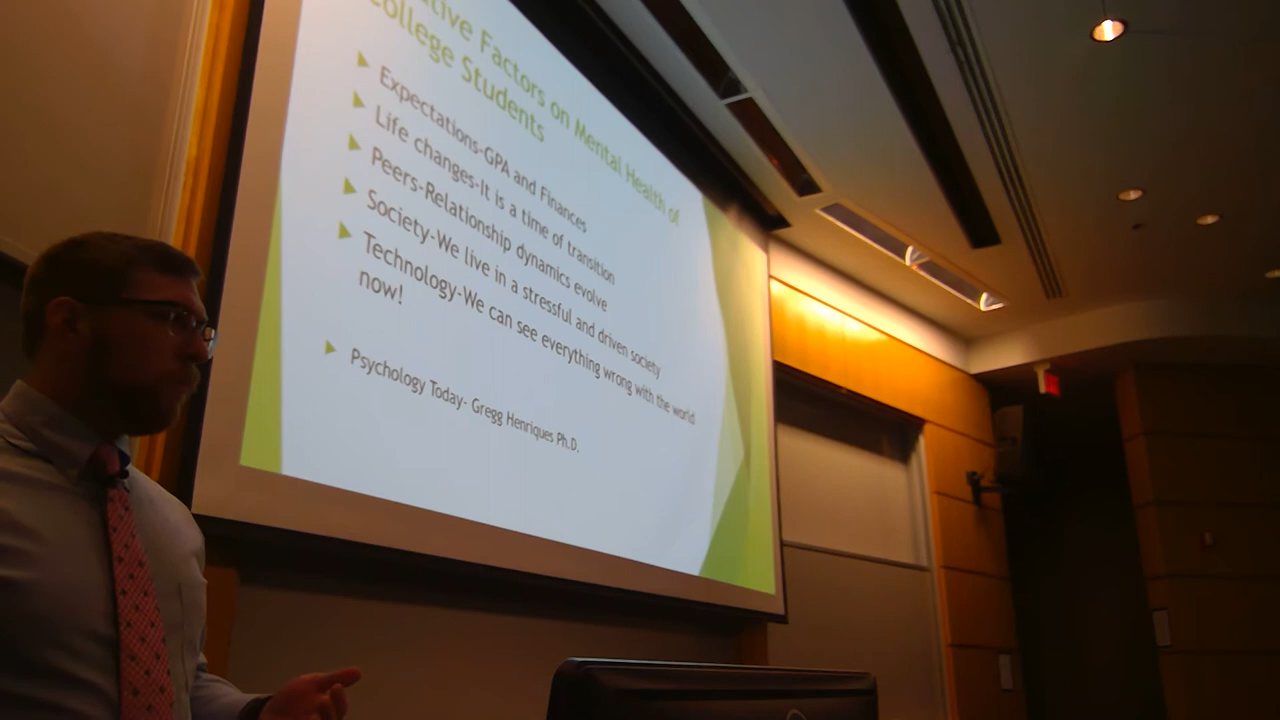 Factors on Mental Health of
College Students
Expectations-GPA and Finances
Life changes-It is a time of transition
Peers-Relationship dynamics evolve
Society-We live in a stressful and driven society
Technology-We can see everything wrong with the world
now!
Psychology Today- Gregg Henriques Ph.D.